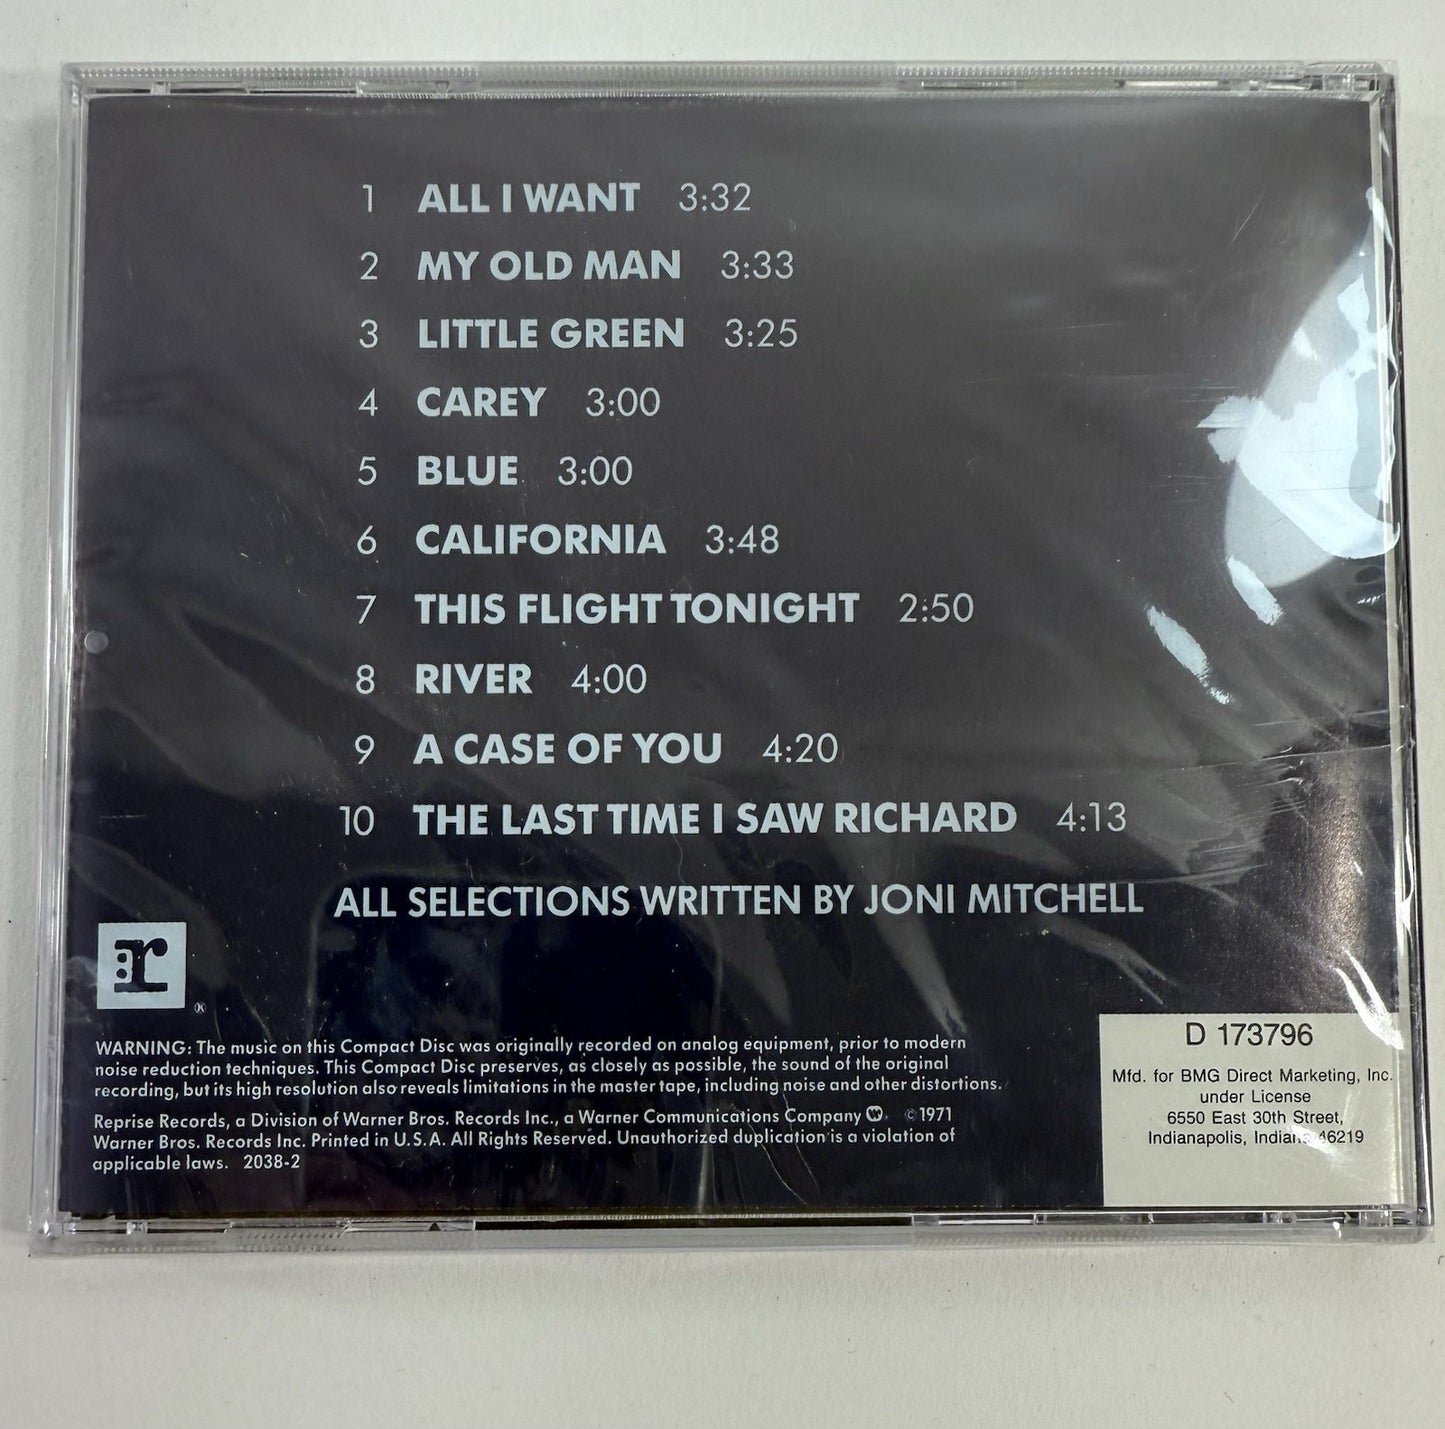 1 ALL I WANT 3:32
2 MY OLD MAN 3:33
3 LITTLE GREEN 3:25
4 CAREY 3:00
5 BLUE 3:00
6 CALIFORNIA 3:48
7 THIS FLIGHT TONIGHT 2:50
8 RIVER 4:00
9 A CASE OF YOU 4:20
10 THE LAST TIME I SAW RICHARD 4:13
ALL SELECTIONS WRITTEN BY JONI MITCHELL
:r
®
WARNING: The music on this Compact Disc was originally recorded on analog equipment, prior to modern
noise reduction techniques. This Compact Disc preserves, as closely as possible, the sound of the original
recording, but its high resolution also reveals limitations in the master tape, including noise and other distortions.
Reprise Records, a Division of Warner Bros. Records Inc., a Warner Communications Company W. ©1971
Warner Bros. Records Inc. Printed in U.S.A. All Rights Reserved. Unauthorized duplication is a violation of
applicable laws. 2038-2
D 173796
Mfd. for BMG Direct Marketing, Inc.
under License
6550 East 30th Street,
Indianapolis, Indiana 46219